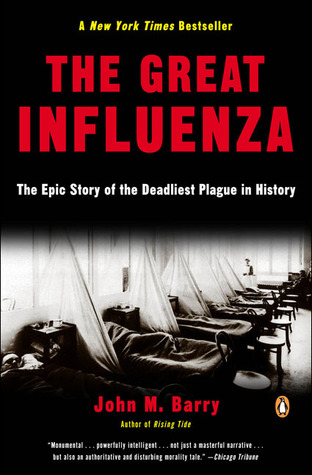 A New York Times Bestseller
THE GREAT
INFLUENZA
The Epic Story of the Deadliest Plague in History
John M. Barry
Author of Rising Tide
"Monumental . . . powerfully intelligent . . . not just a masterful narrative . . .
but also an authoritative and disturbing morality tale." —Chicago Tribune